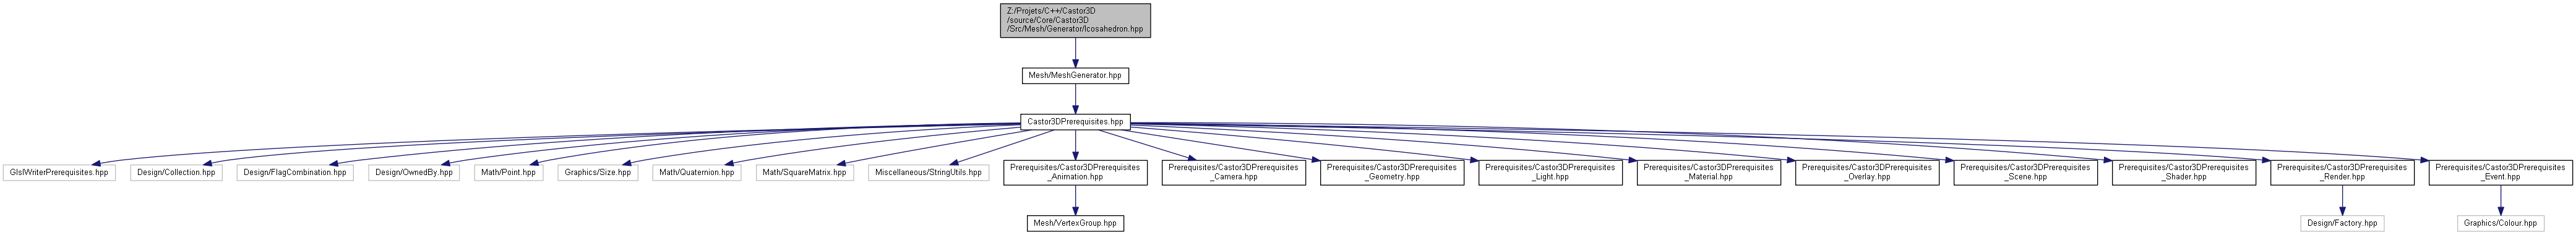 Z:/Projets/C++/Castor3D
/source/Core/Castor3D
/Src/Mesh/Generator/Icosahedron.hpp
Mesh/MeshGenerator.hpp
Castor3DPrerequisites.hpp
GlslWriterPrerequisites.hpp
Design/Collection.hpp
Design/FlagCombination.hpp
Design/OwnedBy.hpp
Math/Point.hpp
Graphics/Size.hpp
Math/Quaternion.hpp
Math/SquareMatrix.hpp
Miscellaneous/StringUtils.hpp
Prerequisites/Castor3DPrerequisites
_Animation.hpp
Prerequisites/Castor3DPrerequisites
_Camera.hpp
Prerequisites/Castor3DPrerequisites
_Geometry.hpp
Prerequisites/Castor3DPrerequisites
_Light.hpp
Prerequisites/Castor3DPrerequisites
_Material.hpp
Prerequisites/Castor3DPrerequisites
_Overlay.hpp
Prerequisites/Castor3DPrerequisites
_Scene.hpp
Prerequisites/Castor3DPrerequisites
_Shader.hpp
Prerequisites/Castor3DPrerequisites
_Render.hpp
Prerequisites/Castor3DPrerequisites
_Event.hpp
Mesh/VertexGroup.hpp
Design/Factory.hpp
Graphics/Colour.hpp